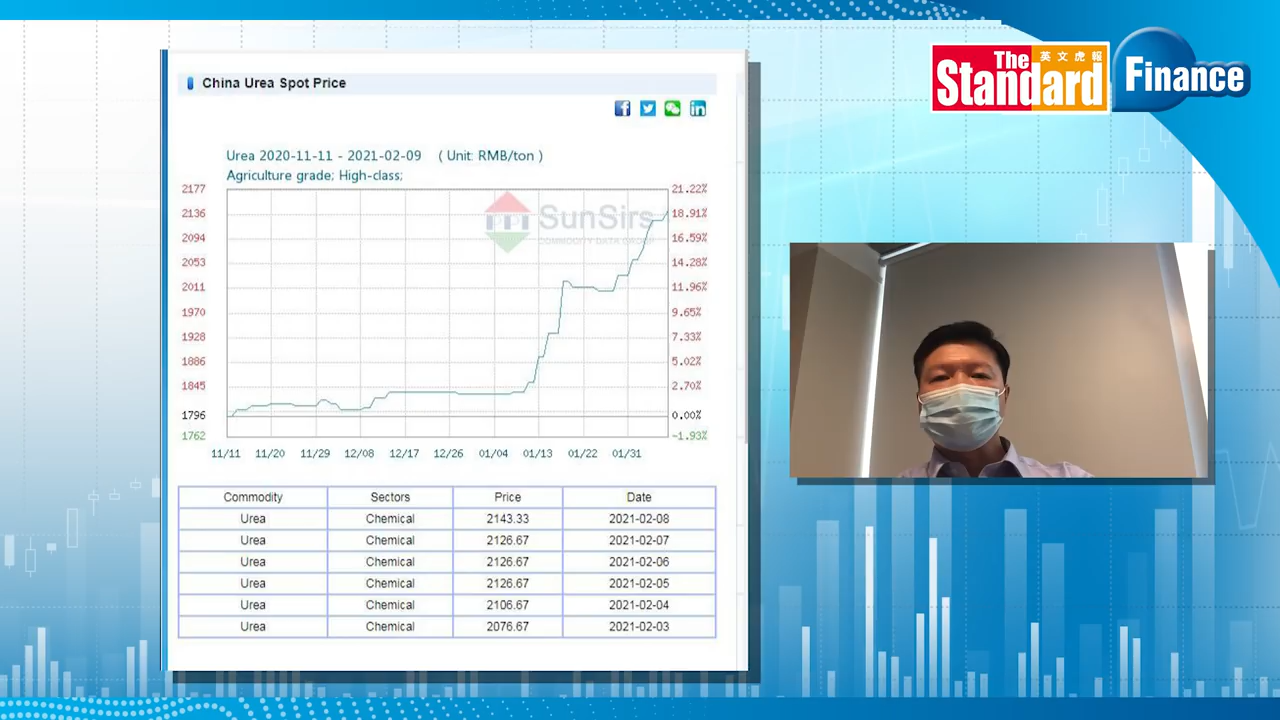 The
英文虎報
Standard
Finance
China Urea Spot Price
Urea 2020-11-11 - 2021-02-09 ( Unit: RMB/ton )
Agriculture grade; High-class;
2177 21.22%
2136 18.91%
2094 16.59%
2053 14.28%
2011 11.96%
1970 9.65%
1928 7.33%
1886 5.02%
1845 2.70%
1796 0.00%
1762 -1.93%
PPI
SunSirs
COMMODITY DATA GROUP
11/11 11/20 11/29 12/08 12/17 12/26 01/04 01/13 01/22 01/31
Commodity Sectors Price Date
Urea Chemical 2143.33 2021-02-08
Urea Chemical 2126.67 2021-02-07
Urea Chemical 2126.67 2021-02-06
Urea Chemical 2126.67 2021-02-05
Urea Chemical 2106.67 2021-02-04
Urea Chemical 2076.67 2021-02-03